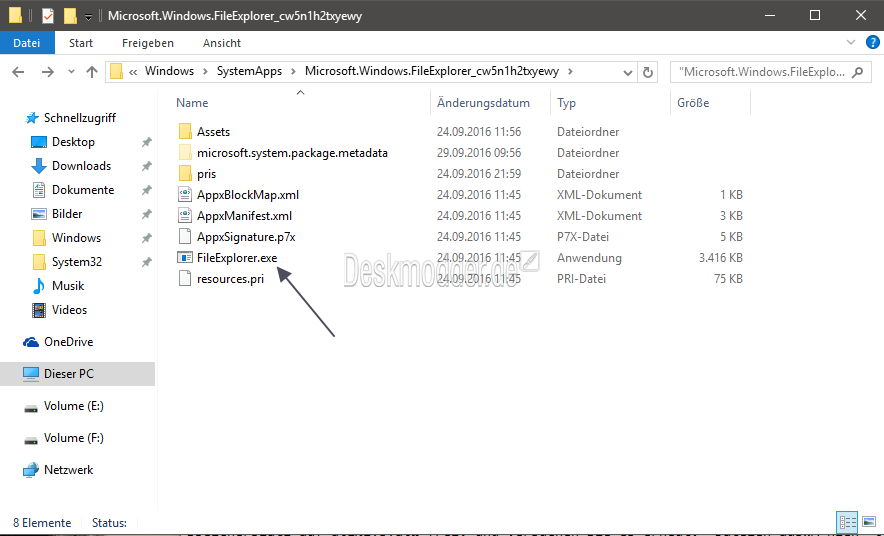 Microsoft.Windows.FileExplorer_cw5n1h2txyewy
Datei Start Freigeben Ansicht
« Windows > SystemApps > Microsoft.Windows.FileExplorer_cw5n1h2txyewy > "Microsoft.Windows.FileExplo...
Schnellzugriff
Desktop
Downloads
Dokumente
Bilder
Windows
System32
Musik
Videos
OneDrive
Dieser PC
Volume (E:)
Volume (F:)
Netzwerk
Name Änderungsdatum Typ Größe
Assets 24.09.2016 11:56 Dateiordner
microsoft.system.package.metadata 29.09.2016 09:56 Dateiordner
pris 24.09.2016 21:59 Dateiordner
AppxBlockMap.xml 24.09.2016 11:45 XML-Dokument 1 KB
AppxManifest.xml 24.09.2016 11:45 XML-Dokument 3 KB
AppxSignature.p7x 24.09.2016 11:45 P7X-Datei 5 KB
FileExplorer.exe 24.09.2016 11:45 Anwendung 3.416 KB
resources.pri 24.09.2016 11:45 PRI-Datei 75 KB
Deskmodder.de
8 Elemente Status: